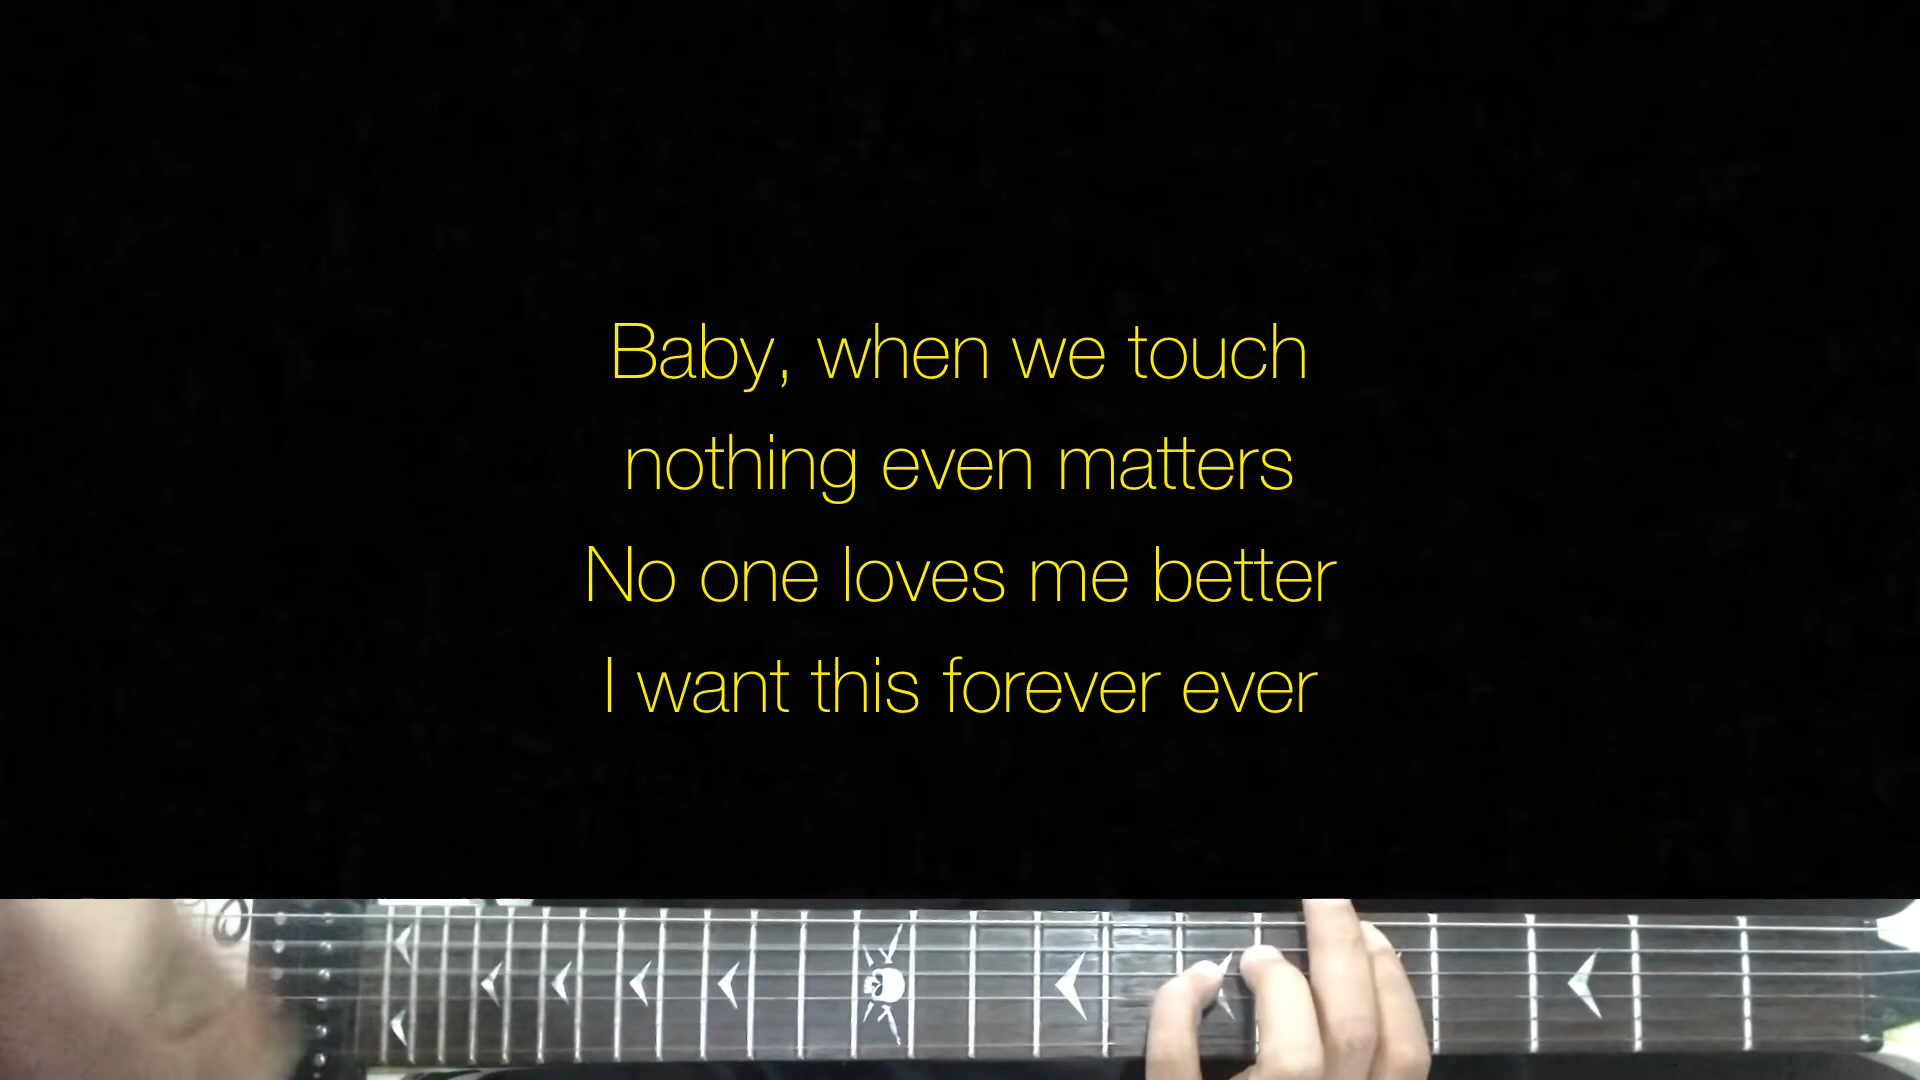 Baby, when we touch
nothing even matters
No one loves me better
I want this forever ever